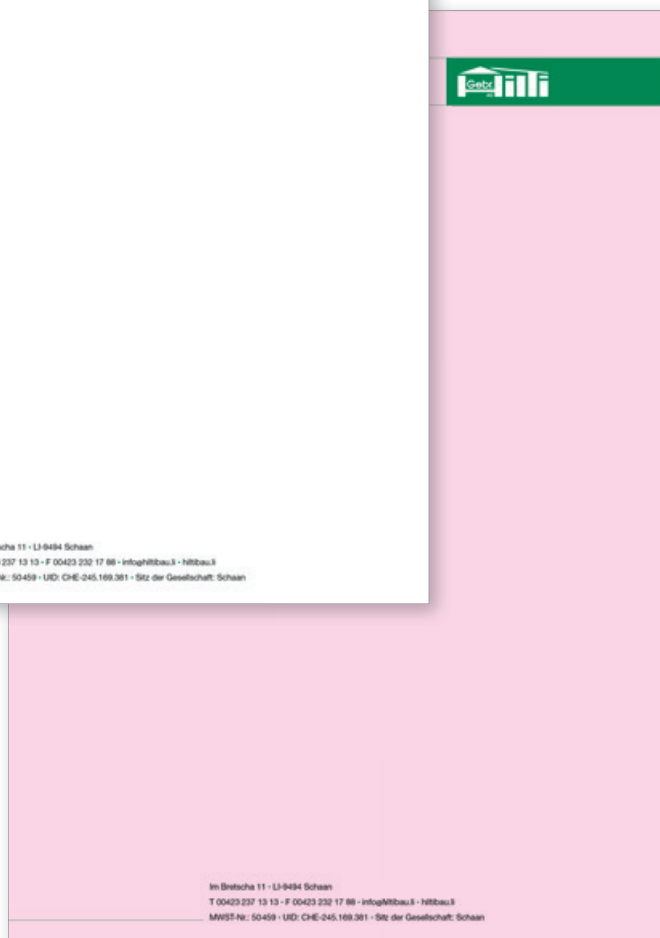 Gebr. Hilti
AG
scha 11 • LI-9494 Schaan
237 13 13 • F 00423 232 17 88 • info@hiltibau.li • hiltibau.li
Nr.: 50459 • UID: CHE-245.169.381 • Sitz der Gesellschaft: Schaan
Im Bretscha 11 • LI-9494 Schaan
T 00423 237 13 13 • F 00423 232 17 88 • info@hiltibau.li • hiltibau.li
MWST-Nr.: 50459 • UID: CHE-245.169.381 • Sitz der Gesellschaft: Schaan